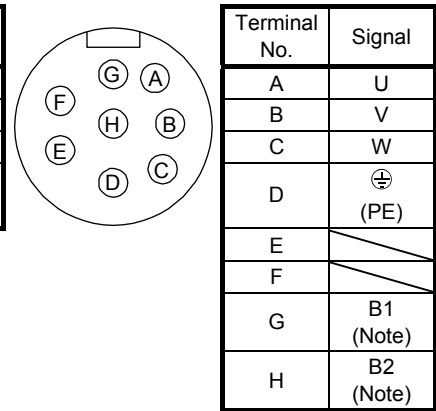 G A
F
H B
E
C
D
Terminal No. Signal
A U
B V
C W
D (PE)
E
F
G B1 (Note)
H B2 (Note)